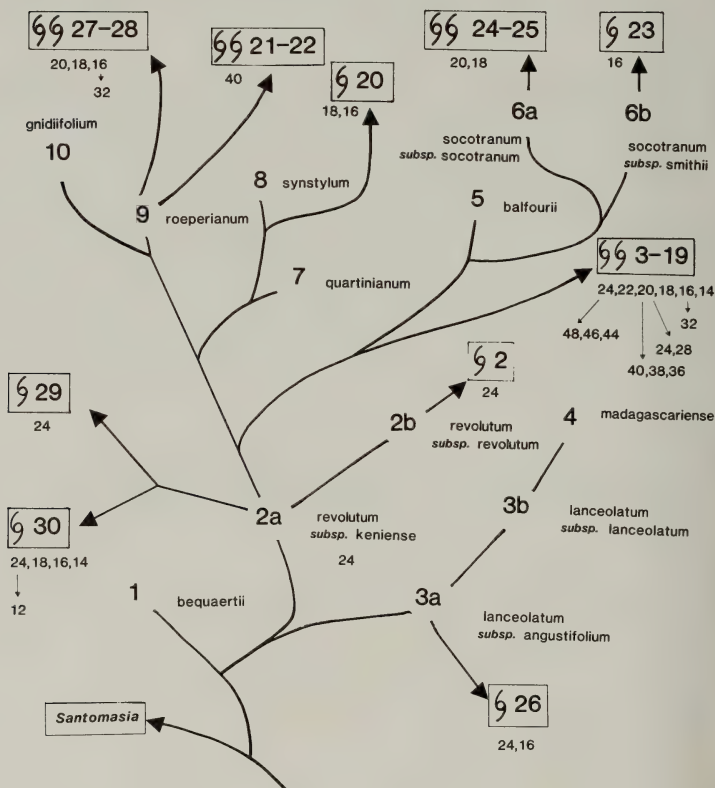 §§ 27–28
20,18,16
32
§§ 21–22
40
§ 20
18,16
§§ 24–25
20,18
§ 23
16
gnidiifolium
10
6a
socotranum
subsp. socotranum
6b
socotranum
subsp. smithii
9
roeperianum
8 synstylum
5
balfourii
7 quartinianum
§§ 3–19
24,22,20,18,16,14
32
48,46,44
24,28
40,38,36
§ 2
24
2b
revolutum
subsp. revolutum
4 madagascariense
§ 29
24
§ 30
24,18,16,14
12
2a
revolutum
subsp. keniense
24
3b
lanceolatum
subsp. lanceolatum
1
bequaertii
3a
lanceolatum
subsp. angustifolium
§ 26
24,16
Santomasia